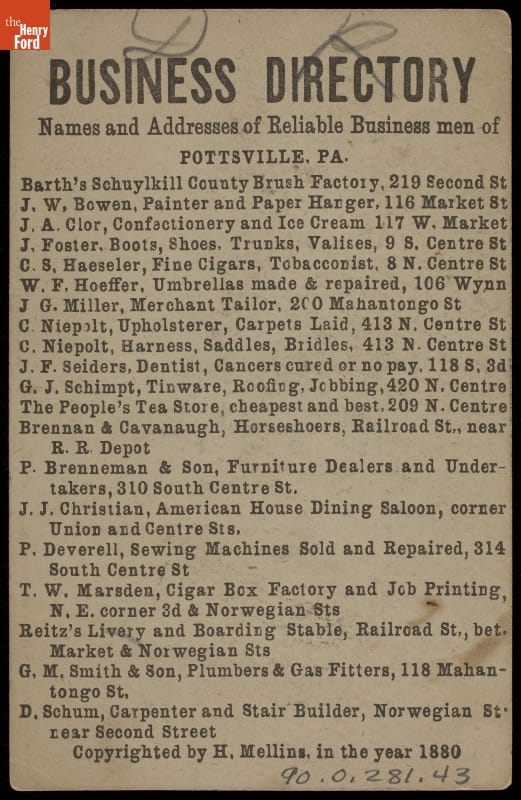 the
Henry
Ford
D R
BUSINESS DIRECTORY
Names and Addresses of Reliable Business men of
POTTSVILLE, PA.
Barth's Schuylkill County Brush Factory, 219 Second St
J. W. Bowen, Painter and Paper Hanger, 116 Market St
J. A. Clor, Confectionery and Ice Cream 117 W. Market
J. Foster, Boots, Shoes, Trunks, Valises, 9 S. Centre St
C. S. Haeseler, Fine Cigars, Tobacconist, 8 N. Centre St
W. F. Hoeffer, Umbrellas made & repaired, 106 Wynn
J G. Miller, Merchant Tailor, 200 Mahantongo St
C. Niepolt, Upholsterer, Carpets Laid, 413 N. Centre St
C. Niepolt, Harness, Saddles, Bridles, 413 N. Centre St
J. F. Seiders, Dentist, Cancers cured or no pay, 118 S. 3d
G. J. Schimpt, Tinware, Roofing, Jobbing, 420 N. Centre
The People's Tea Store, cheapest and best, 209 N. Centre
Brennan & Cavanaugh, Horseshoers, Railroad St., near
R. R. Depot
P. Brenneman & Son, Furniture Dealers and Under-
takers, 310 South Centre St.
J. J. Christian, American House Dining Saloon, corner
Union and Centre Sts.
P. Deverell, Sewing Machines Sold and Repaired, 314
South Centre St
T. W. Marsden, Cigar Box Factory and Job Printing,
N. E. corner 3d & Norwegian Sts
Reitz's Livery and Boarding Stable, Railroad St., bet.
Market & Norwegian Sts
G. M. Smith & Son, Plumbers & Gas Fitters, 118 Mahan-
tongo St.
D. Schum, Carpenter and Stair Builder, Norwegian St.
near Second Street
Copyrighted by H. Mellins, in the year 1880
90.0.281.43